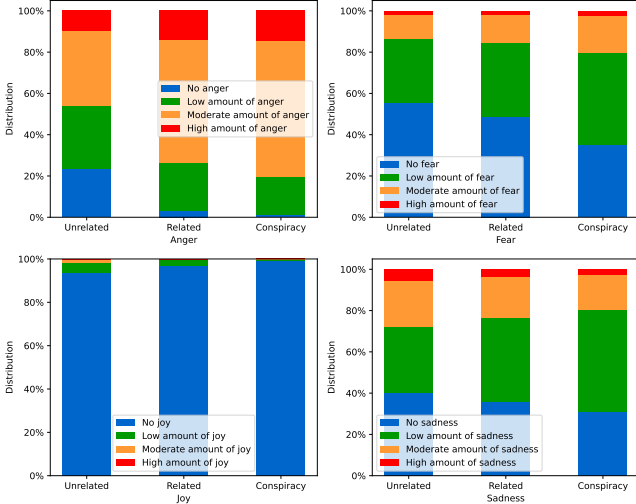 100%
80%
60%
40%
20%
0%
Distribution
No anger
Low amount of anger
Moderate amount of anger
High amount of anger
Unrelated
Related
Conspiracy
Anger
100%
80%
60%
40%
20%
0%
Distribution
No fear
Low amount of fear
Moderate amount of fear
High amount of fear
Unrelated
Related
Conspiracy
Fear
100%
80%
60%
40%
20%
0%
Distribution
No joy
Low amount of joy
Moderate amount of joy
High amount of joy
Unrelated
Related
Conspiracy
Joy
100%
80%
60%
40%
20%
0%
Distribution
No sadness
Low amount of sadness
Moderate amount of sadness
High amount of sadness
Unrelated
Related
Conspiracy
Sadness